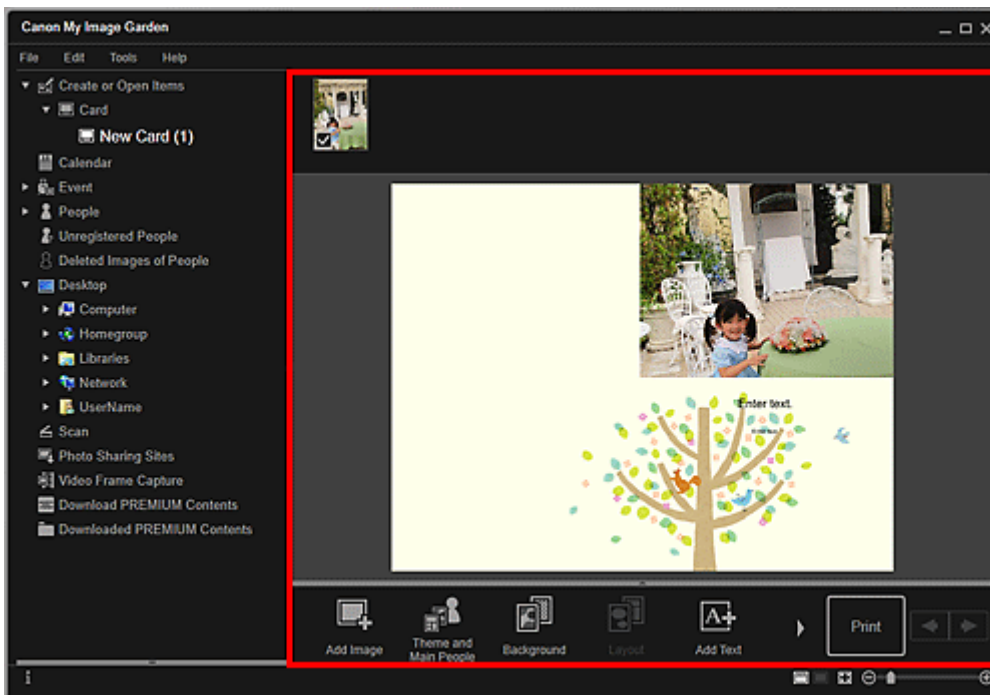 Canon My Image Garden
File Edit Tools Help
Create or Open Items
Card
New Card (1)
Calendar
Event
People
Unregistered People
Deleted Images of People
Desktop
Computer
Homegroup
Libraries
Network
UserName
Scan
Photo Sharing Sites
Video Frame Capture
Download PREMIUM Contents
Downloaded PREMIUM Contents
Enter text.
Add Image
Theme and
Main People
Background
Layout
Add Text
Print